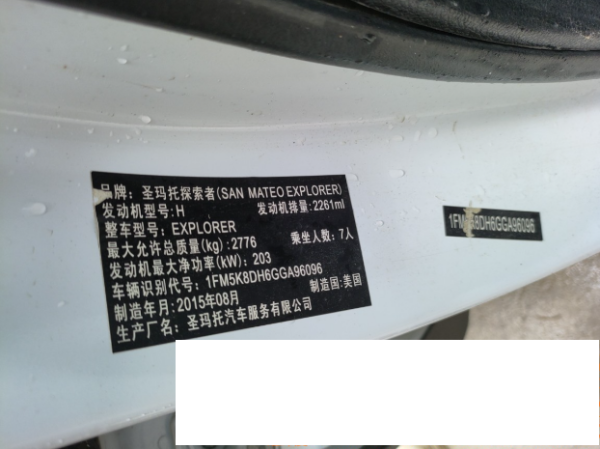 品牌：圣玛托探索者(SAN MATEO EXPLORER)
发动机型号：H 发动机排量：2261ml
整车型号：EXPLORER
最大允许总质量(kg)：2776 乘坐人数：7人
发动机最大净功率(kW)：203
车辆识别代号：1FM5K8DH6GGA96096
制造年月：2015年08月 制造国：美国
生产厂名：圣玛托汽车服务有限公司
1FM5K8DH6GGA96096